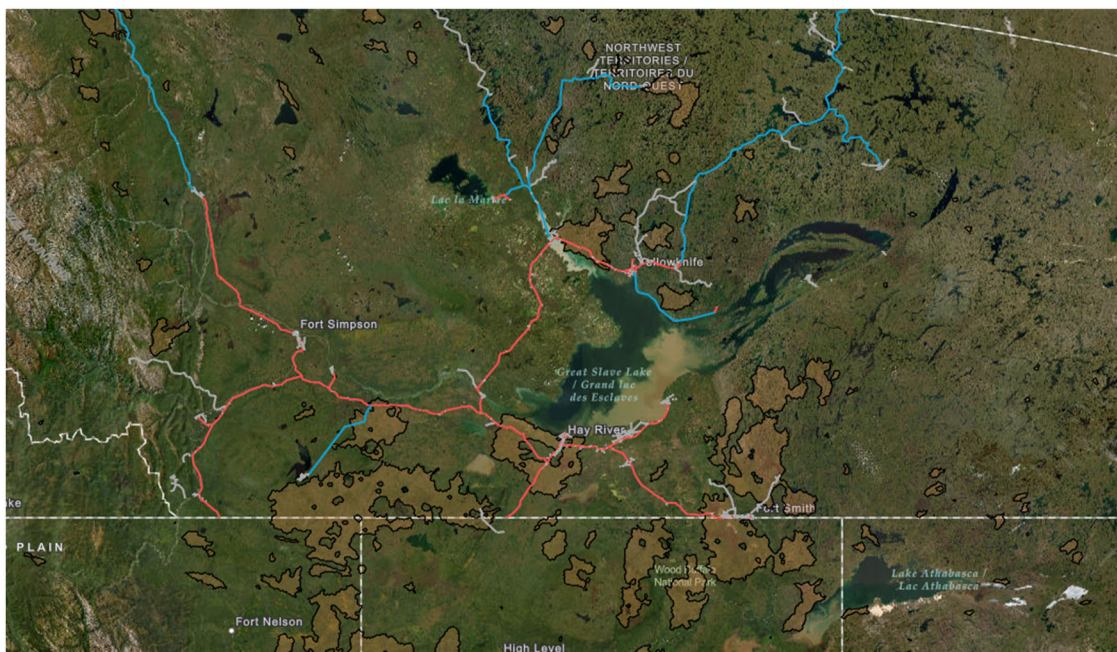 NORTHWEST
TERRITORIES /
TERRITOIRES DU
NORD-OUEST
Lac la Martre
Yellowknife
Fort Simpson
Great Slave Lake
/ Grand lac
des Esclaves
Hay River
Fort Smith
PLAIN
Wood Buffalo
National Park
Lake Athabasca /
Lac Athabasca
Fort Nelson
High Level